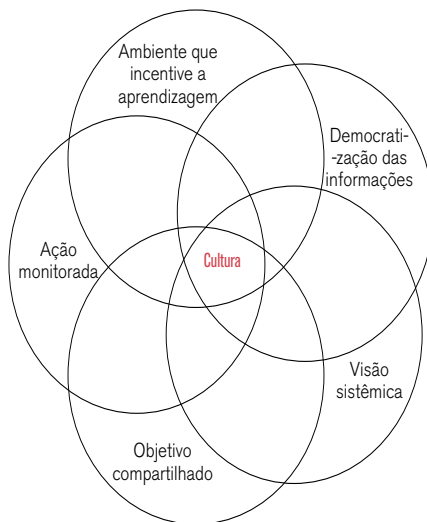 Ambiente que
incentive a
aprendizagem
Democrati-
-zação das
informações
Ação
monitorada
Cultura
Visão
sistêmica
Objetivo
compartilhado